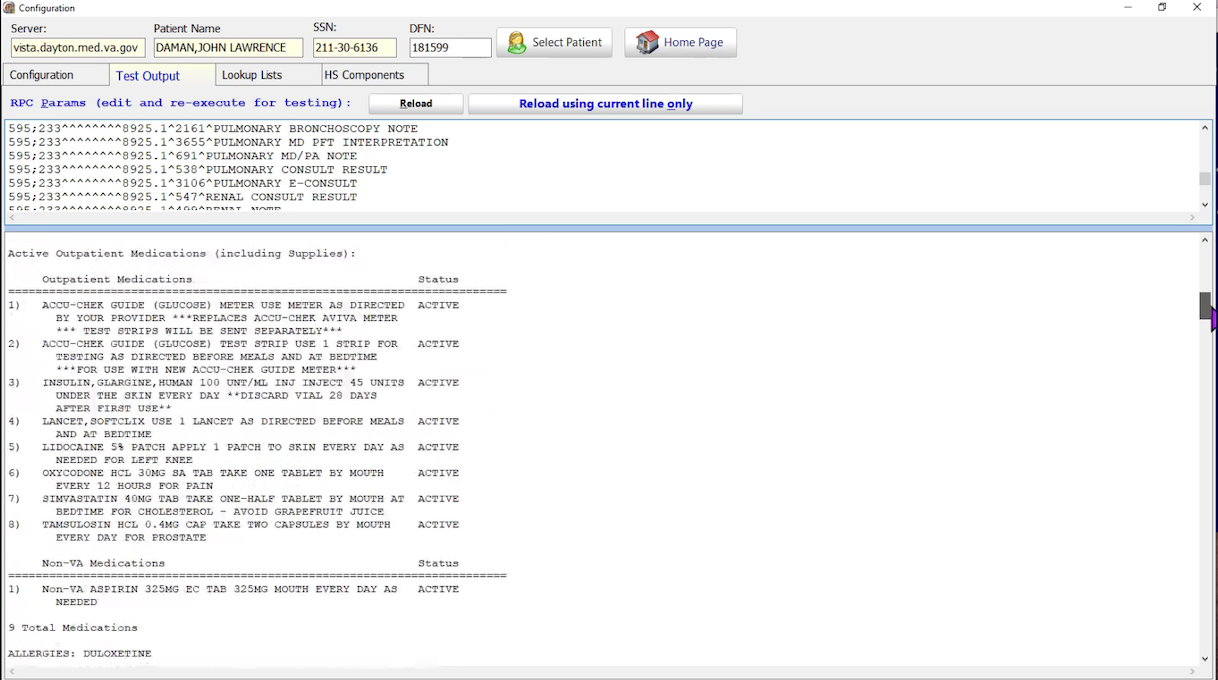 Configuration
Server: Patient Name SSN: DFN:
vista.dayton.med.va.gov DAMAN,JOHN LAWRENCE 211-30-6136 181599 Select Patient Home Page
Configuration Test Output Lookup Lists HS Components
RPC Params (edit and re-execute for testing): Reload Reload using current line only
595;233^^^^^^^^8925.1^2161^PULMONARY BRONCHOSCOPY NOTE
595;233^^^^^^^^8925.1^3655^PULMONARY MD PFT INTERPRETATION
595;233^^^^^^^^8925.1^691^PULMONARY MD/PA NOTE
595;233^^^^^^^^8925.1^538^PULMONARY CONSULT RESULT
595;233^^^^^^^^8925.1^3106^PULMONARY E-CONSULT
595;233^^^^^^^^8925.1^547^RENAL CONSULT RESULT
595;233^^^^^^^^8925.1^499^RENAL NOTE
Active Outpatient Medications (including Supplies):
Outpatient Medications Status
=========================================================================
1) ACCU-CHEK GUIDE (GLUCOSE) METER USE METER AS DIRECTED ACTIVE
BY YOUR PROVIDER ***REPLACES ACCU-CHEK AVIVA METER
*** TEST STRIPS WILL BE SENT SEPARATELY***
2) ACCU-CHEK GUIDE (GLUCOSE) TEST STRIP USE 1 STRIP FOR ACTIVE
TESTING AS DIRECTED BEFORE MEALS AND AT BEDTIME
***FOR USE WITH NEW ACCU-CHEK GUIDE METER***
3) INSULIN,GLARGINE,HUMAN 100 UNT/ML INJ INJECT 45 UNITS ACTIVE
UNDER THE SKIN EVERY DAY **DISCARD VIAL 28 DAYS
AFTER FIRST USE**
4) LANCET,SOFTCLIX USE 1 LANCET AS DIRECTED BEFORE MEALS ACTIVE
AND AT BEDTIME
5) LIDOCAINE 5% PATCH APPLY 1 PATCH TO SKIN EVERY DAY AS ACTIVE
NEEDED FOR LEFT KNEE
6) OXYCODONE HCL 30MG SA TAB TAKE ONE TABLET BY MOUTH ACTIVE
EVERY 12 HOURS FOR PAIN
7) SIMVASTATIN 40MG TAB TAKE ONE-HALF TABLET BY MOUTH AT ACTIVE
BEDTIME FOR CHOLESTEROL - AVOID GRAPEFRUIT JUICE
8) TAMSULOSIN HCL 0.4MG CAP TAKE TWO CAPSULES BY MOUTH ACTIVE
EVERY DAY FOR PROSTATE
Non-VA Medications Status
=========================================================================
1) Non-VA ASPIRIN 325MG EC TAB 325MG MOUTH EVERY DAY AS ACTIVE
NEEDED
9 Total Medications
ALLERGIES: DULOXETINE